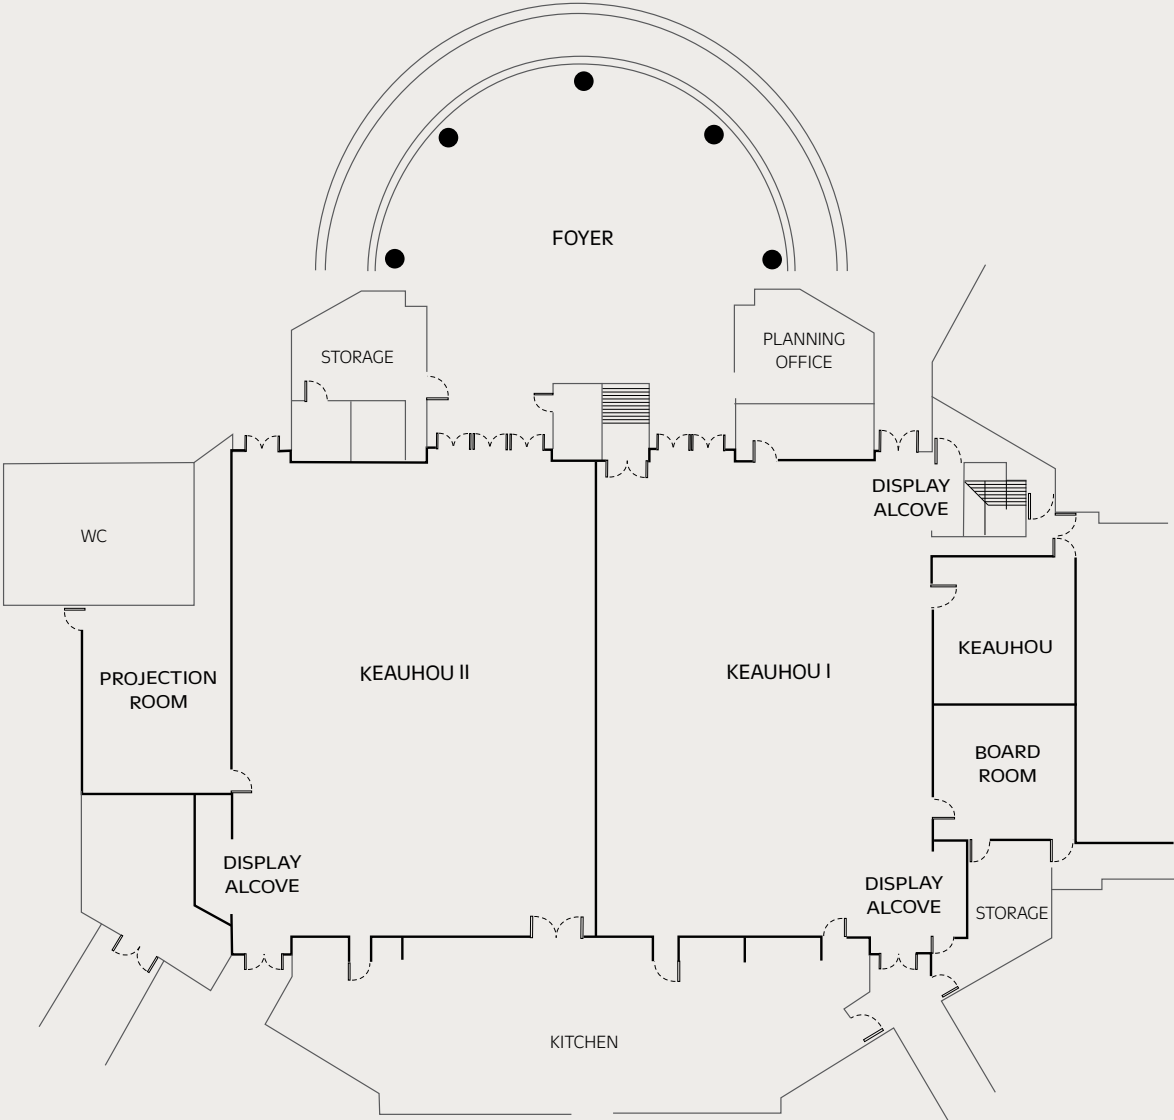 FOYER
STORAGE
PLANNING
OFFICE
DISPLAY
ALCOVE
WC
KEAUHOU
PROJECTION
ROOM
KEAUHOU II
KEAUHOU I
BOARD
ROOM
DISPLAY
ALCOVE
DISPLAY
ALCOVE
STORAGE
KITCHEN